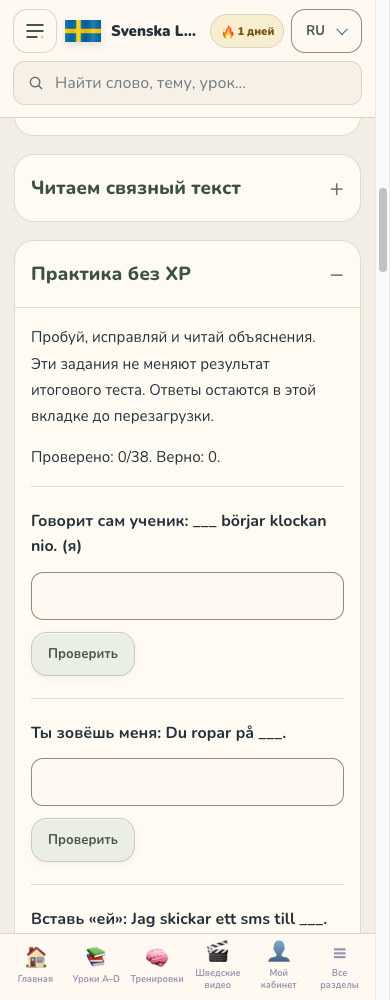 Svenska L...
1 дней
RU
Найти слово, тему, урок...
Читаем связный текст
Практика без XP
Пробуй, исправляй и читай объяснения.
Эти задания не меняют результат
итогового теста. Ответы остаются в этой
вкладке до перезагрузки.
Проверено: 0/38. Верно: 0.
Говорит сам ученик: ___ börjar klockan
nio. (я)
Проверить
Ты зовёшь меня: Du ropar på ___.
Проверить
Вставь «ей»: Jag skickar ett sms till ___.
Главная
Уроки A–D
Тренировки
Шведские
видео
Мой
кабинет
Все
разделы